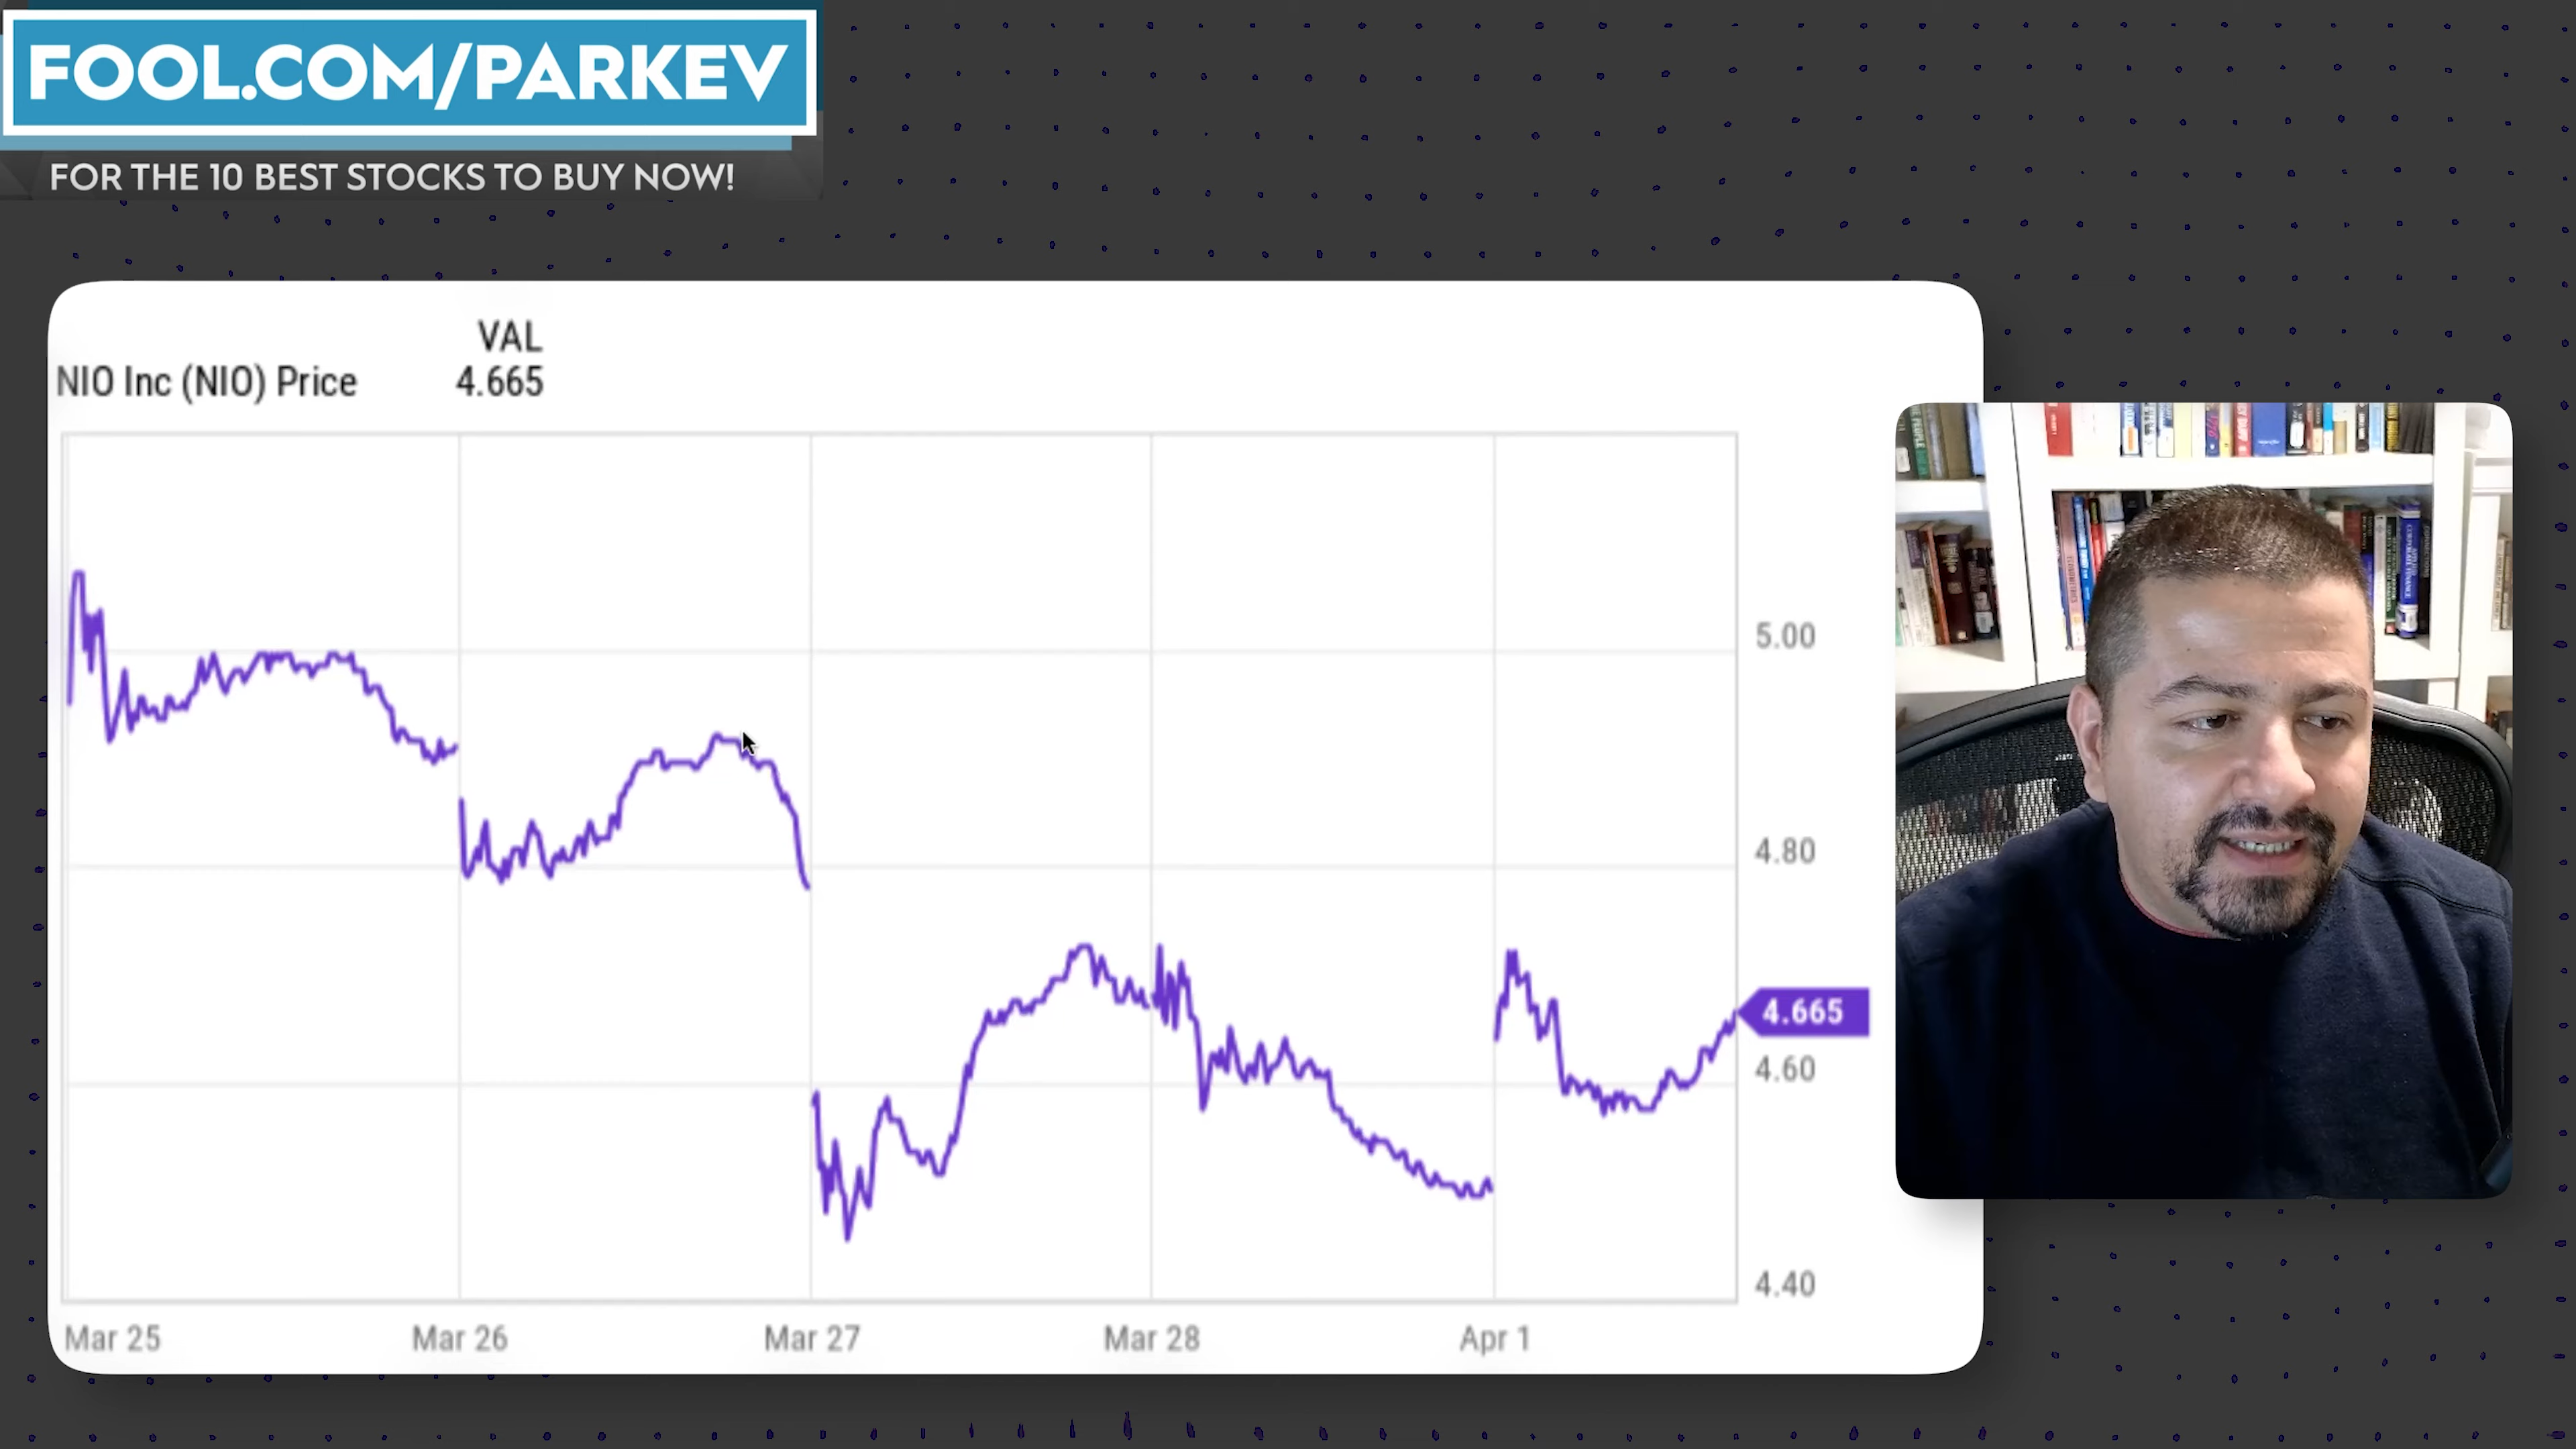 FOOL.COM/PARKEV
FOR THE 10 BEST STOCKS TO BUY NOW!
VAL
NIO Inc (NIO) Price 4.665
5.00
4.80
4.665
4.60
4.40
Mar 25 Mar 26 Mar 27 Mar 28 Apr 1